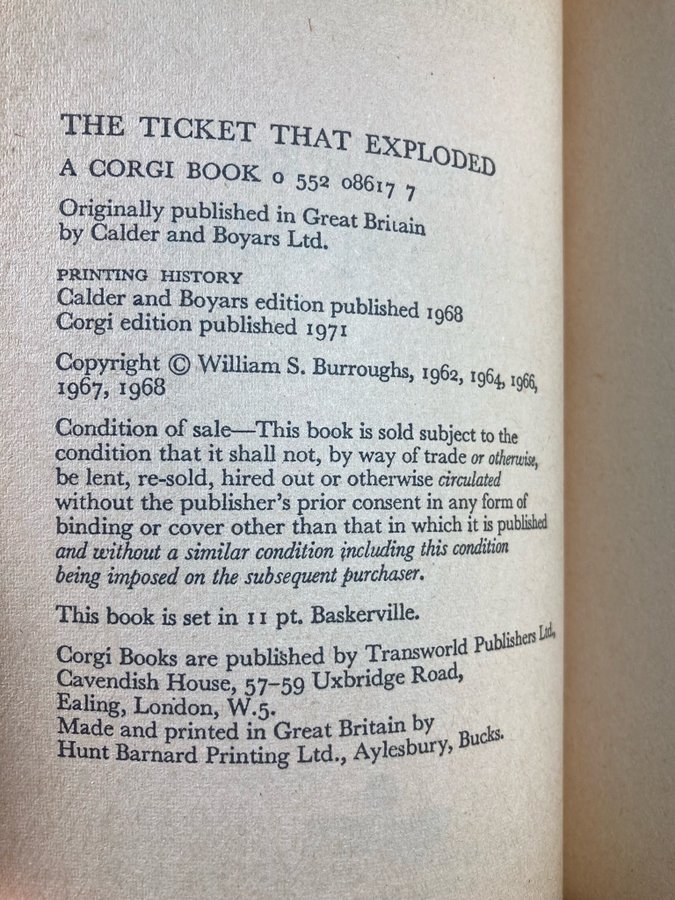 THE TICKET THAT EXPLODED
A CORGI BOOK 0 552 08617 7
Originally published in Great Britain
by Calder and Boyars Ltd.
PRINTING HISTORY
Calder and Boyars edition published 1968
Corgi edition published 1971
Copyright © William S. Burroughs, 1962, 1964, 1966,
1967, 1968
Condition of sale—This book is sold subject to the
condition that it shall not, by way of trade or otherwise,
be lent, re-sold, hired out or otherwise circulated
without the publisher's prior consent in any form of
binding or cover other than that in which it is published
and without a similar condition including this condition
being imposed on the subsequent purchaser.
This book is set in 11 pt. Baskerville.
Corgi Books are published by Transworld Publishers Ltd,
Cavendish House, 57–59 Uxbridge Road,
Ealing, London, W.5.
Made and printed in Great Britain by
Hunt Barnard Printing Ltd., Aylesbury, Bucks.